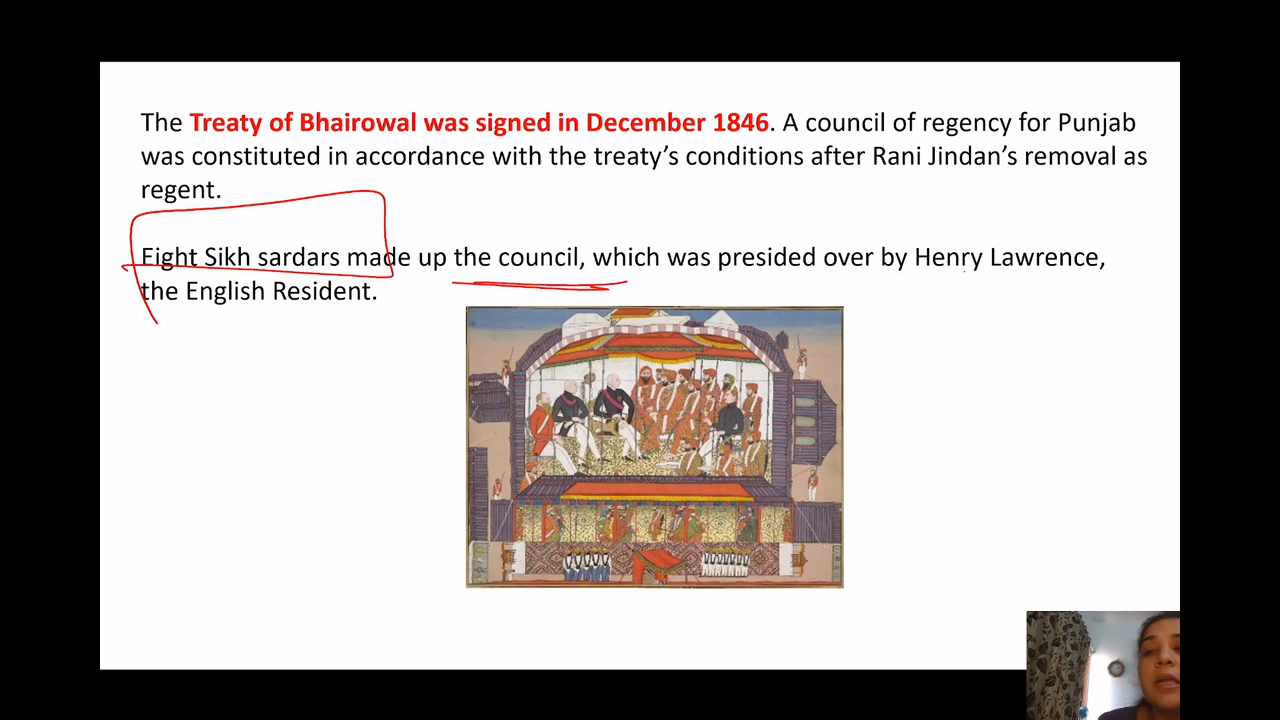 The Treaty of Bhairowal was signed in December 1846. A council of regency for Punjab
was constituted in accordance with the treaty’s conditions after Rani Jindan’s removal as
regent.
Eight Sikh sardars made up the council, which was presided over by Henry Lawrence,
the English Resident.